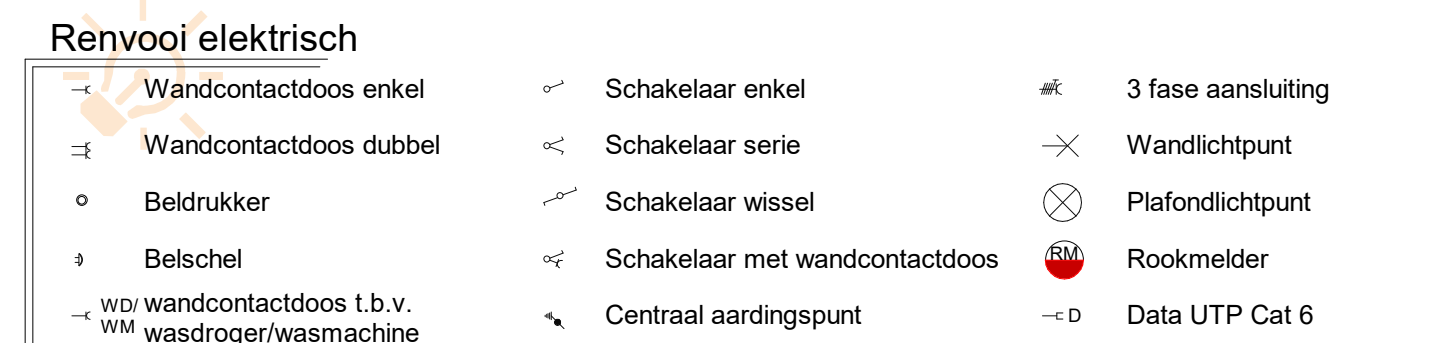 Renvooi elektrisch
Wandcontactdoos enkel
Schakelaar enkel
3 fase aansluiting
Wandcontactdoos dubbel
Schakelaar serie
Wandlichtpunt
Beldrukker
Schakelaar wissel
Plafondlichtpunt
Belschel
Schakelaar met wandcontactdoos
RM
Rookmelder
WD/ wandcontactdoos t.b.v.
WM wasdroger/wasmachine
Centraal aardingspunt
D Data UTP Cat 6